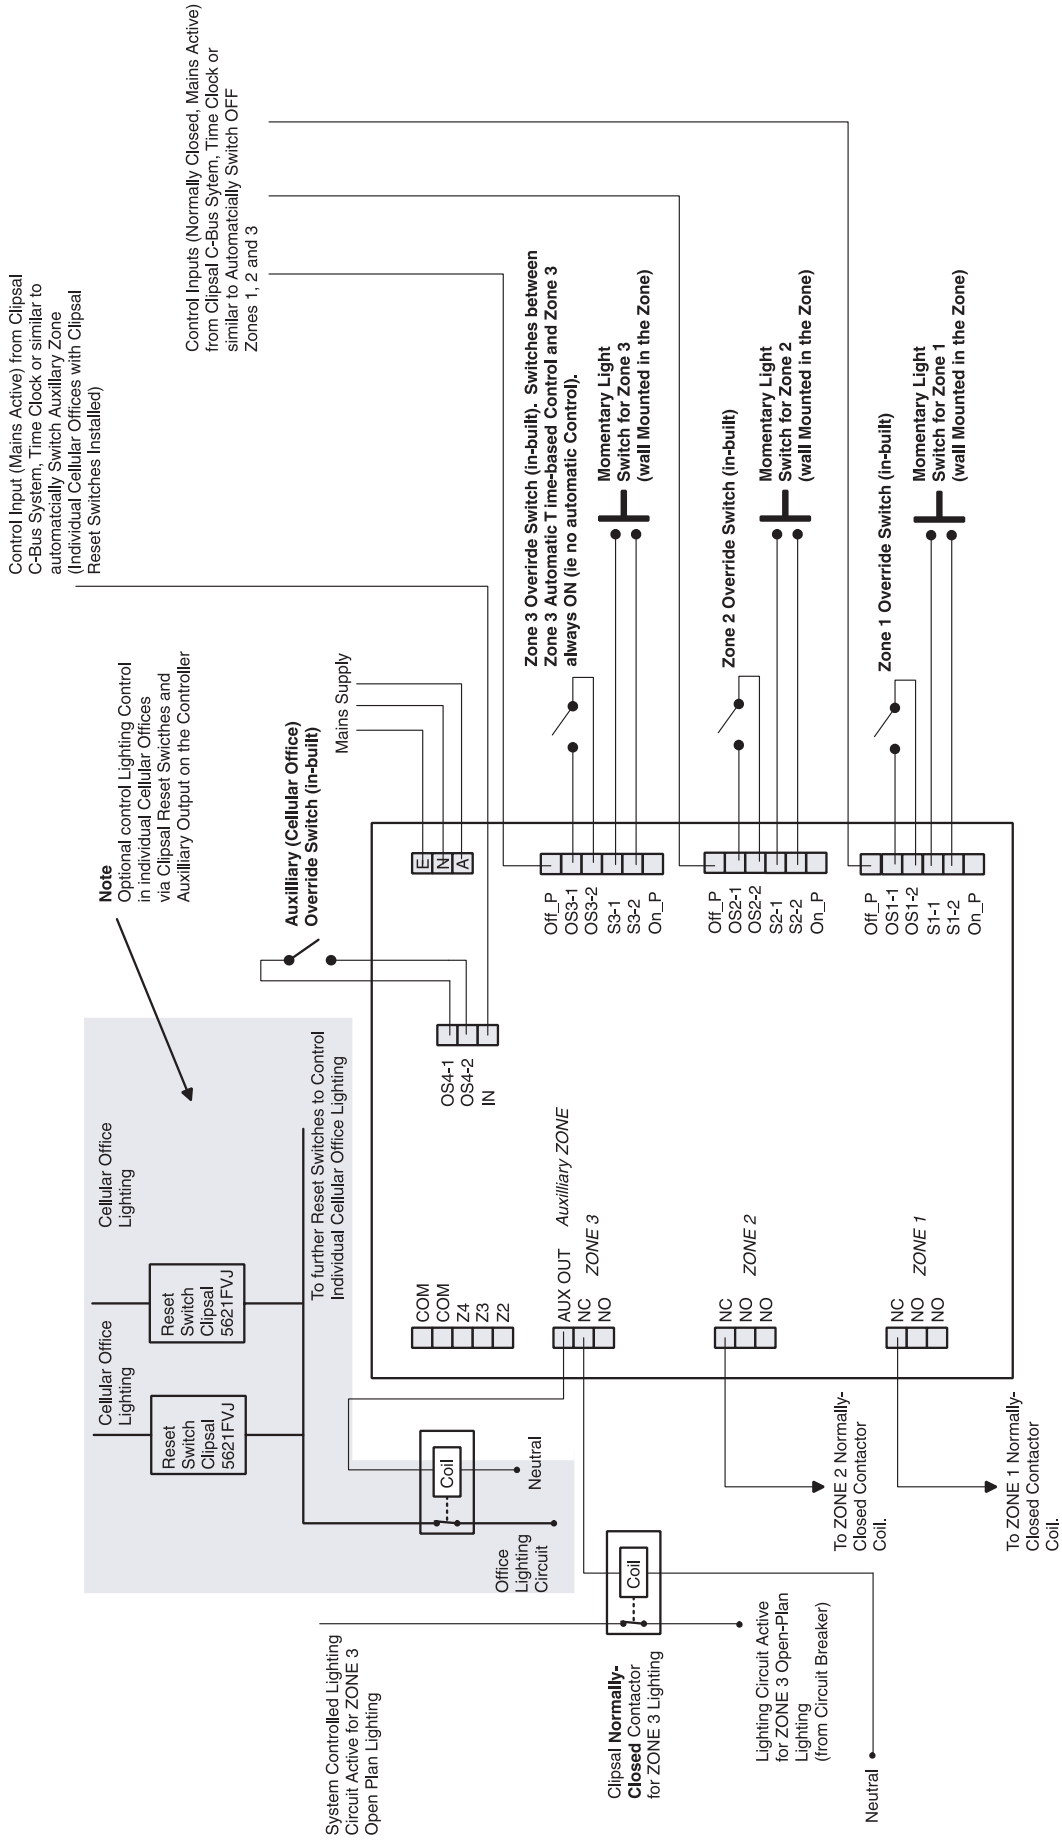 Control Input (Mains Active) from Clipsal
C-Bus System, Time Clock or similar to
automatcially Switch Auxillary Zone
(Individual Cellular Offices with Clipsal
Reset Switches Installed)
Control Inputs (Normally Closed, Mains Active)
from Clipsal C-Bus Sytem, Time Clock or
similar to Automatcially Switch OFF
Zones 1, 2 and 3
Note
Optional control Lighting Control
in individual Cellular Offices
via Clipsal Reset Swicthes and
Auxilliary Output on the Controller
Mains Supply
Auxilliary (Cellular Office)
Override Switch (in-built)
Zone 3 Overirde Switch (in-built). Switches between
Zone 3 Automatic T ime-based Control and Zone 3
always ON (ie no automatic Control).
Momentary Light
Switch for Zone 3
(wall Mounted in the Zone)
Zone 2 Override Switch (in-built)
Momentary Light
Switch for Zone 2
(wall Mounted in the Zone)
Zone 1 Override Switch (in-built)
Momentary Light
Switch for Zone 1
(wall Mounted in the Zone)
E
N
A
Off_P
OS3-1
OS3-2
S3-1
S3-2
On_P
Off_P
OS2-1
OS2-2
S2-1
S2-2
On_P
Off_P
OS1-1
OS1-2
S1-1
S1-2
On_P
OS4-1
OS4-2
IN
Cellular Office
Lighting
Cellular Office
Lighting
Reset
Switch
Clipsal
5621FVJ
Reset
Switch
Clipsal
5621FVJ
To further Reset Switches to Control
Individual Cellular Office Lighting
COM
COM
Z4
Z3
Z2
AUX OUT Auxilliary ZONE
NC
NO
ZONE 3
NC
NO
NO
ZONE 2
NC
NO
NO
ZONE 1
Coil
Neutral
Office
Lighting
Circuit
To ZONE 2 Normally-
Closed Contactor
Coil.
To ZONE 1 Normally-
Closed Contactor
Coil.
System Controlled Lighting
Circuit Active for ZONE 3
Open Plan Lighting
Coil
Clipsal Normally-
Closed Contactor
for ZONE 3 Lighting
Lighting Circuit Active
for ZONE 3 Open-Plan
Lighting
(from Circuit Breaker)
Neutral